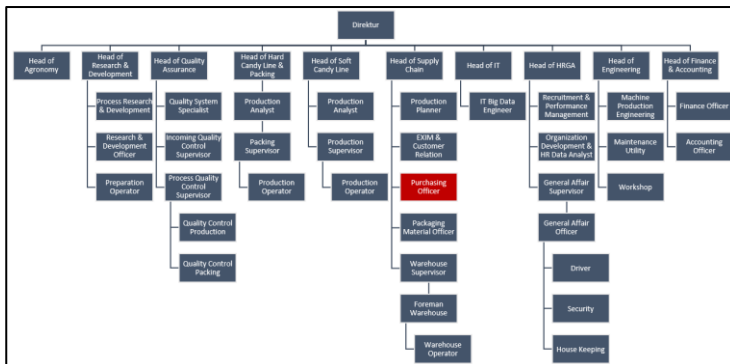 Direktur
Head of
Agronomy
Head of
Research &
Development
Head of Quality
Assurance
Head of Hard
Candy Line &
Packing
Head of Soft
Candy Line
Head of Supply
Chain
Head of IT
Head of HRGA
Head of
Engineering
Head of Finance
& Accounting
Process Research
& Development
Research &
Development
Officer
Preparation
Operator
Quality System
Specialist
Incoming Quality
Control
Supervisor
Process Quality
Control
Supervisor
Quality Control
Production
Quality Control
Packing
Production
Analyst
Packing
Supervisor
Production
Operator
Production
Analyst
Production
Supervisor
Production
Operator
Production
Planner
EXIM &
Customer
Relation
Purchasing
Officer
Packaging
Material Officer
Warehouse
Supervisor
Foreman
Warehouse
Warehouse
Operator
IT Big Data
Engineer
Recruitment &
Performance
Management
Organization
Development &
HR Data Analyst
General Affair
Supervisor
General Affair
Officer
Driver
Security
House Keeping
Machine
Production
Engineering
Maintenance
Utility
Workshop
Finance Officer
Accounting
Officer